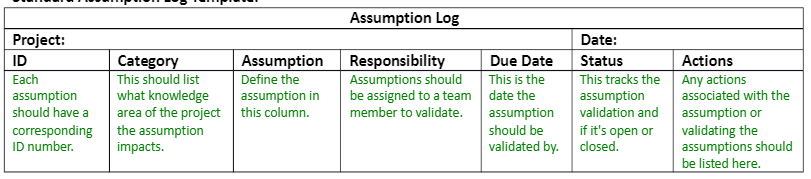 Standard Assumption Log Template:
Assumption Log
Project: Date:
ID Category Assumption Responsibility Due Date Status Actions
Each assumption should have a corresponding ID number.
This should list what knowledge area of the project the assumption impacts.
Define the assumption in this column.
Assumptions should be assigned to a team member to validate.
This is the date the assumption should be validated by.
This tracks the assumption validation and if it's open or closed.
Any actions associated with the assumption or validating the assumptions should be listed here.